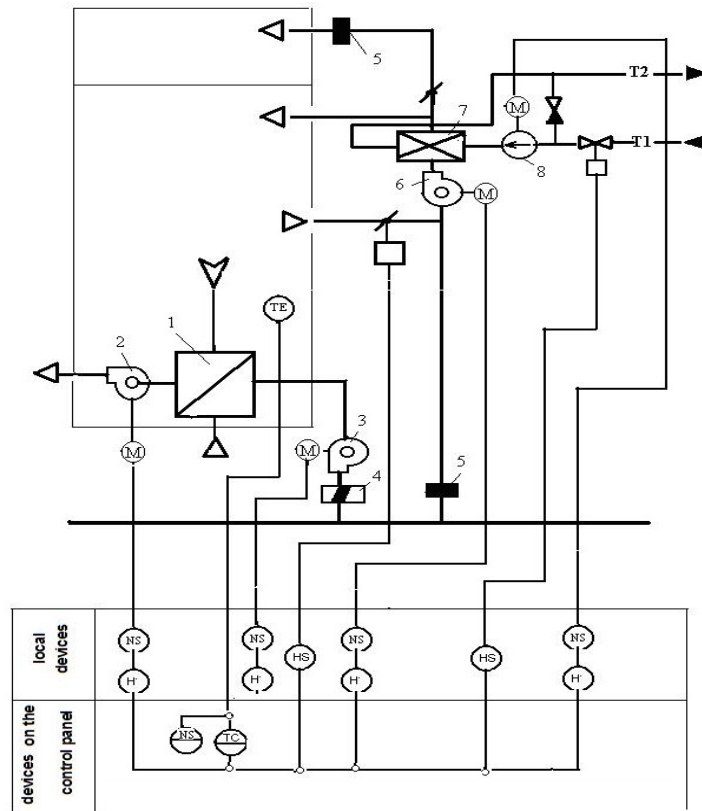 5
T2
M
7
T1
8
6
M
TE
2
1
3
M
M
4
5
local devices
NS
NS
NS
NS
HS
HS
H
H
H
H
devices on the control panel
NS
TC